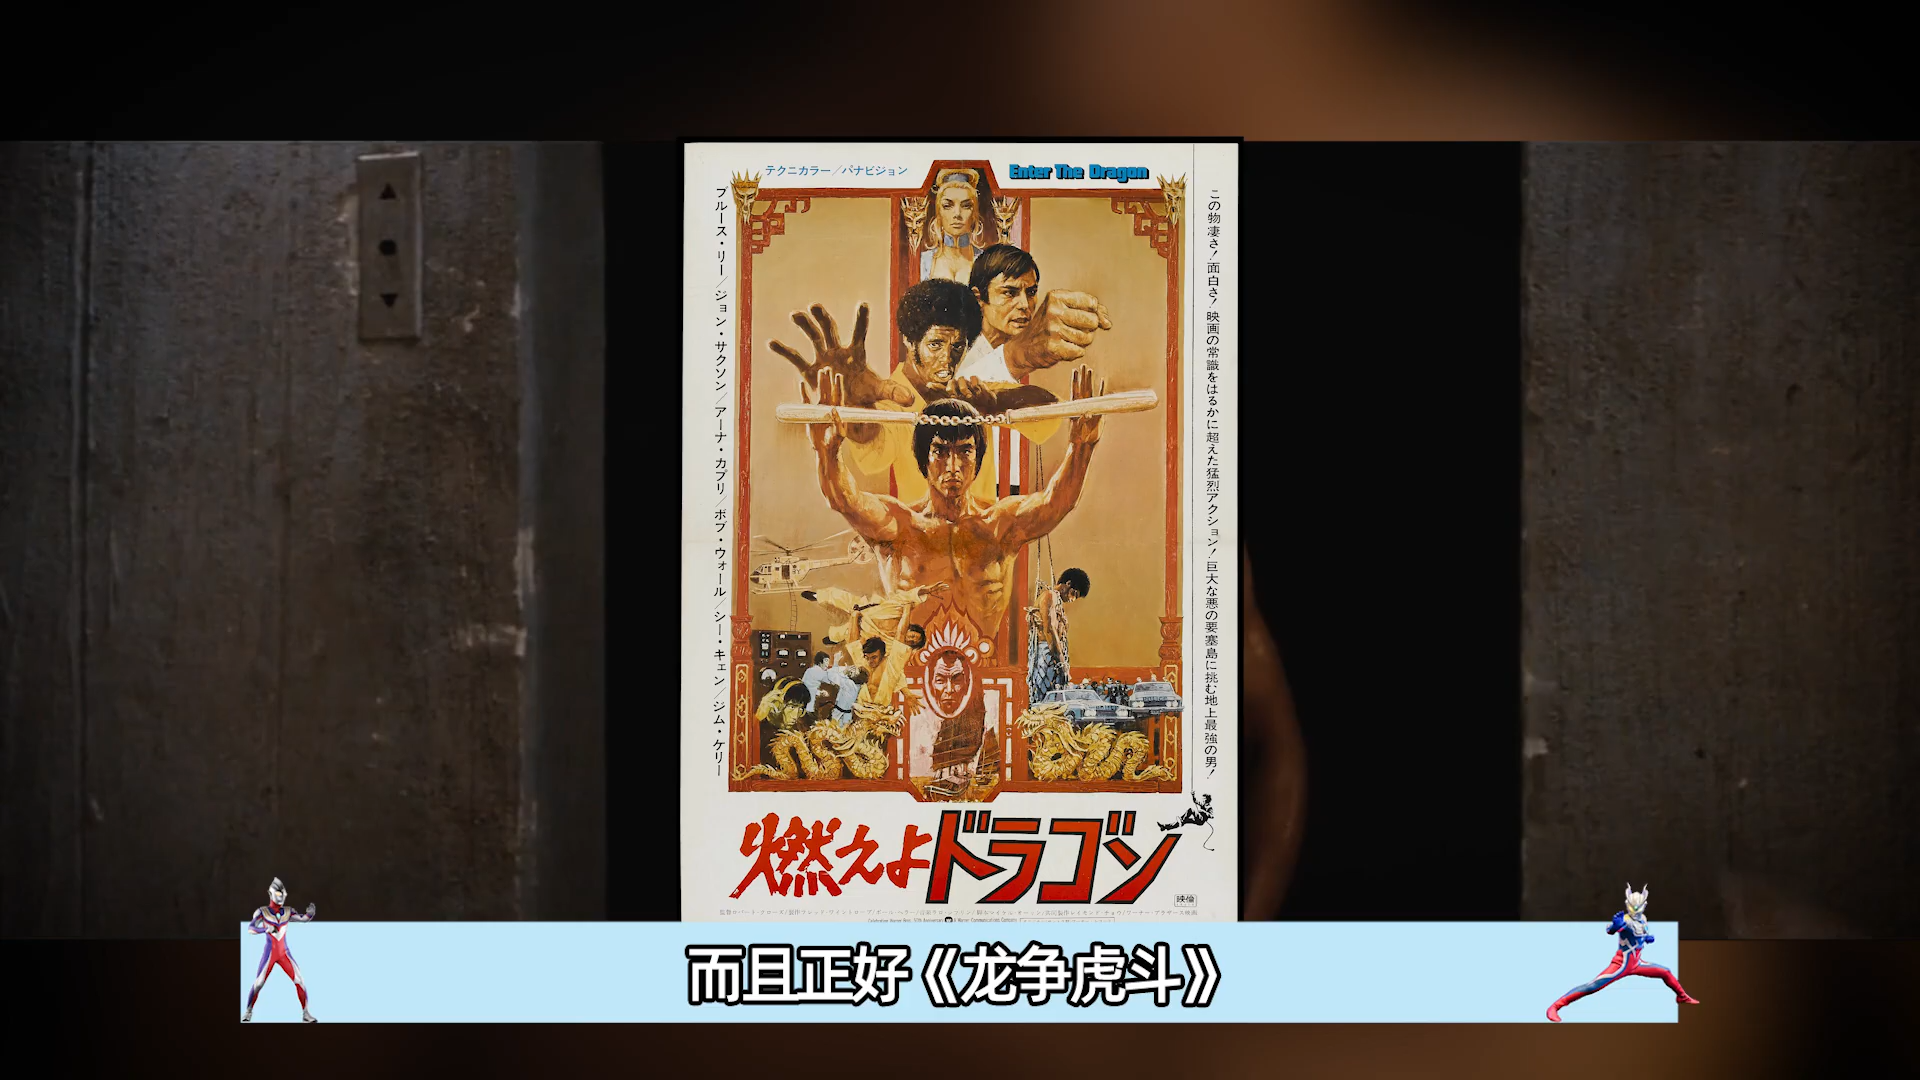 テクニカラー/パナビジョン
Enter The Dragon
この物凄さ!面白さ!映画の常識をはるかに超えた猛烈アクション!巨大な悪の要塞島に挑む地上最強の男!
ブルース・リー/ジョン・サクソン/アーナ・カプリ/ボブ・ウォール/シー・キェン/ジム・ケリー
燃えよドラゴン
映倫
而且正好《龙争虎斗》